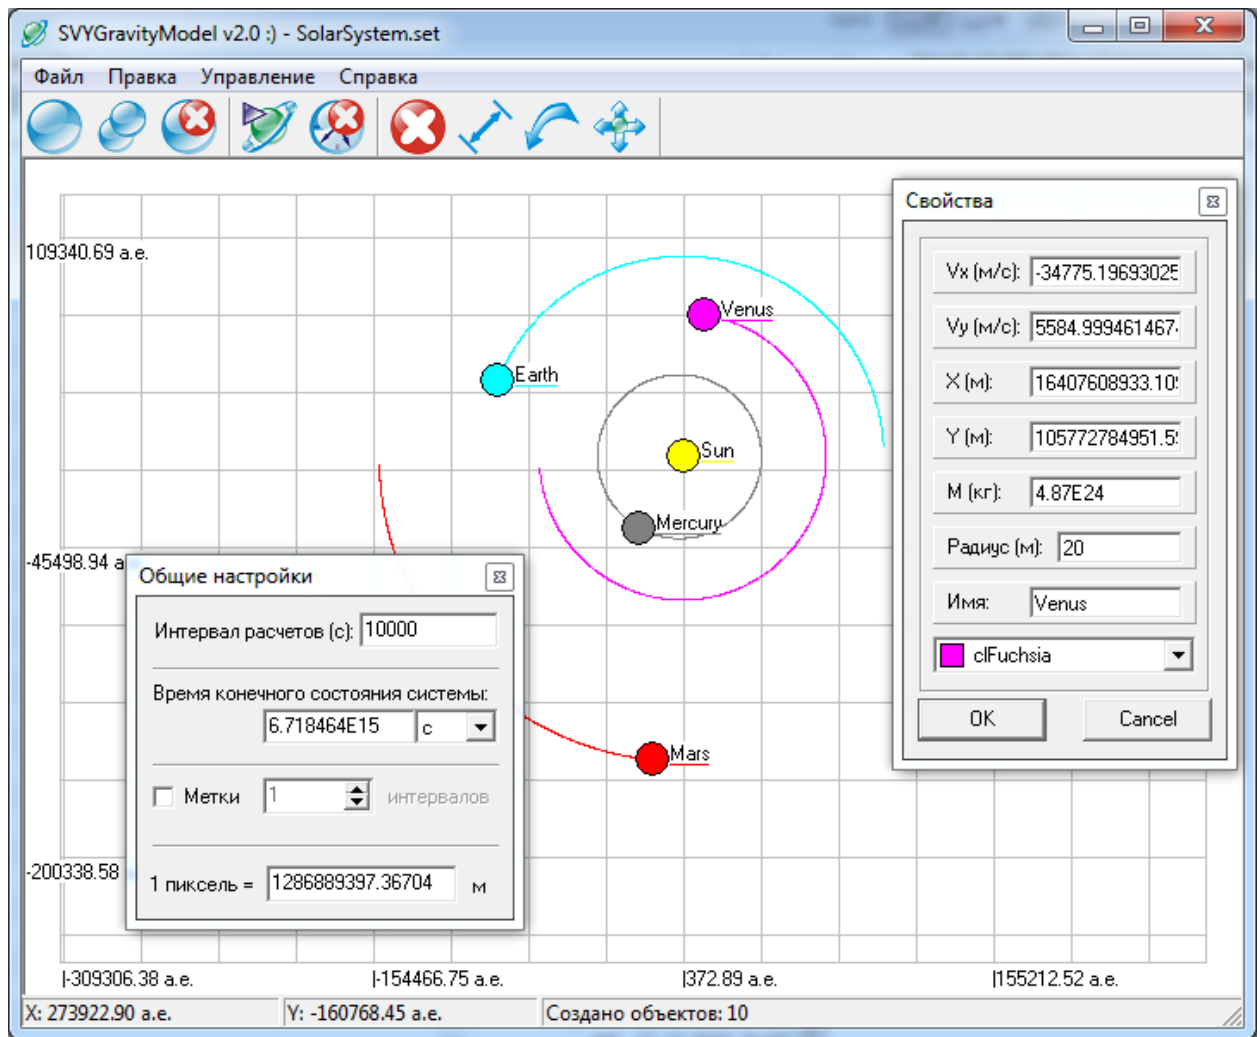 SVYGravityModel v2.0 :) - SolarSystem.set
Файл Правка Управление Справка
109340.69 а.е.
Venus
Earth
Sun
Mercury
-45498.94 а
Mars
-200338.58
|-309306.38 а.е. |-154466.75 а.е. |372.89 а.е. |155212.52 а.е.
Свойства
Vx (м/с): -34775.19693025
Vy (м/с): 5584.999461467
X (м): 16407608933.10
Y (м): 105772784951.5
М (кг): 4.87E24
Радиус (м): 20
Имя: Venus
clFuchsia
OK Cancel
Общие настройки
Интервал расчетов (с): 10000
Время конечного состояния системы:
6.718464E15 с
Метки 1 интервалов
1 пиксель = 1286889397.36704 м
X: 273922.90 а.е. Y: -160768.45 а.е. Создано объектов: 10